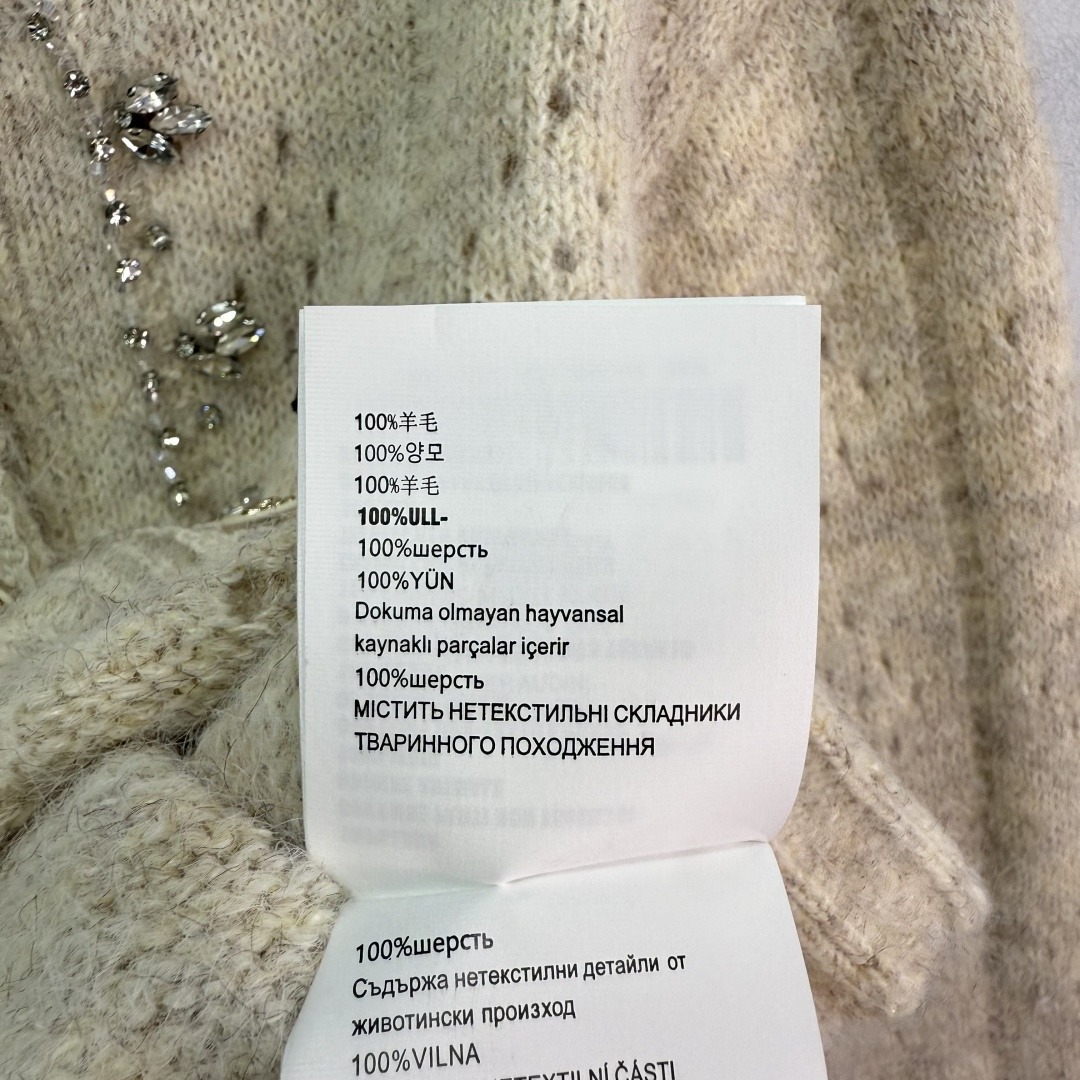 100%羊毛
100%양모
100%羊毛
100%ULL-
100%шерсть
100%YÜN
Dokuma olmayan hayvansal
kaynaklı parçalar içerir
100%шерсть
МІСТИТЬ НЕТЕКСТИЛЬНІ СКЛАДНИКИ
ТВАРИННОГО ПОХОДЖЕННЯ
100%шерсть
Съдържа нетекстилни детайли от
животински произход
100%VILNA
ČÁSTI